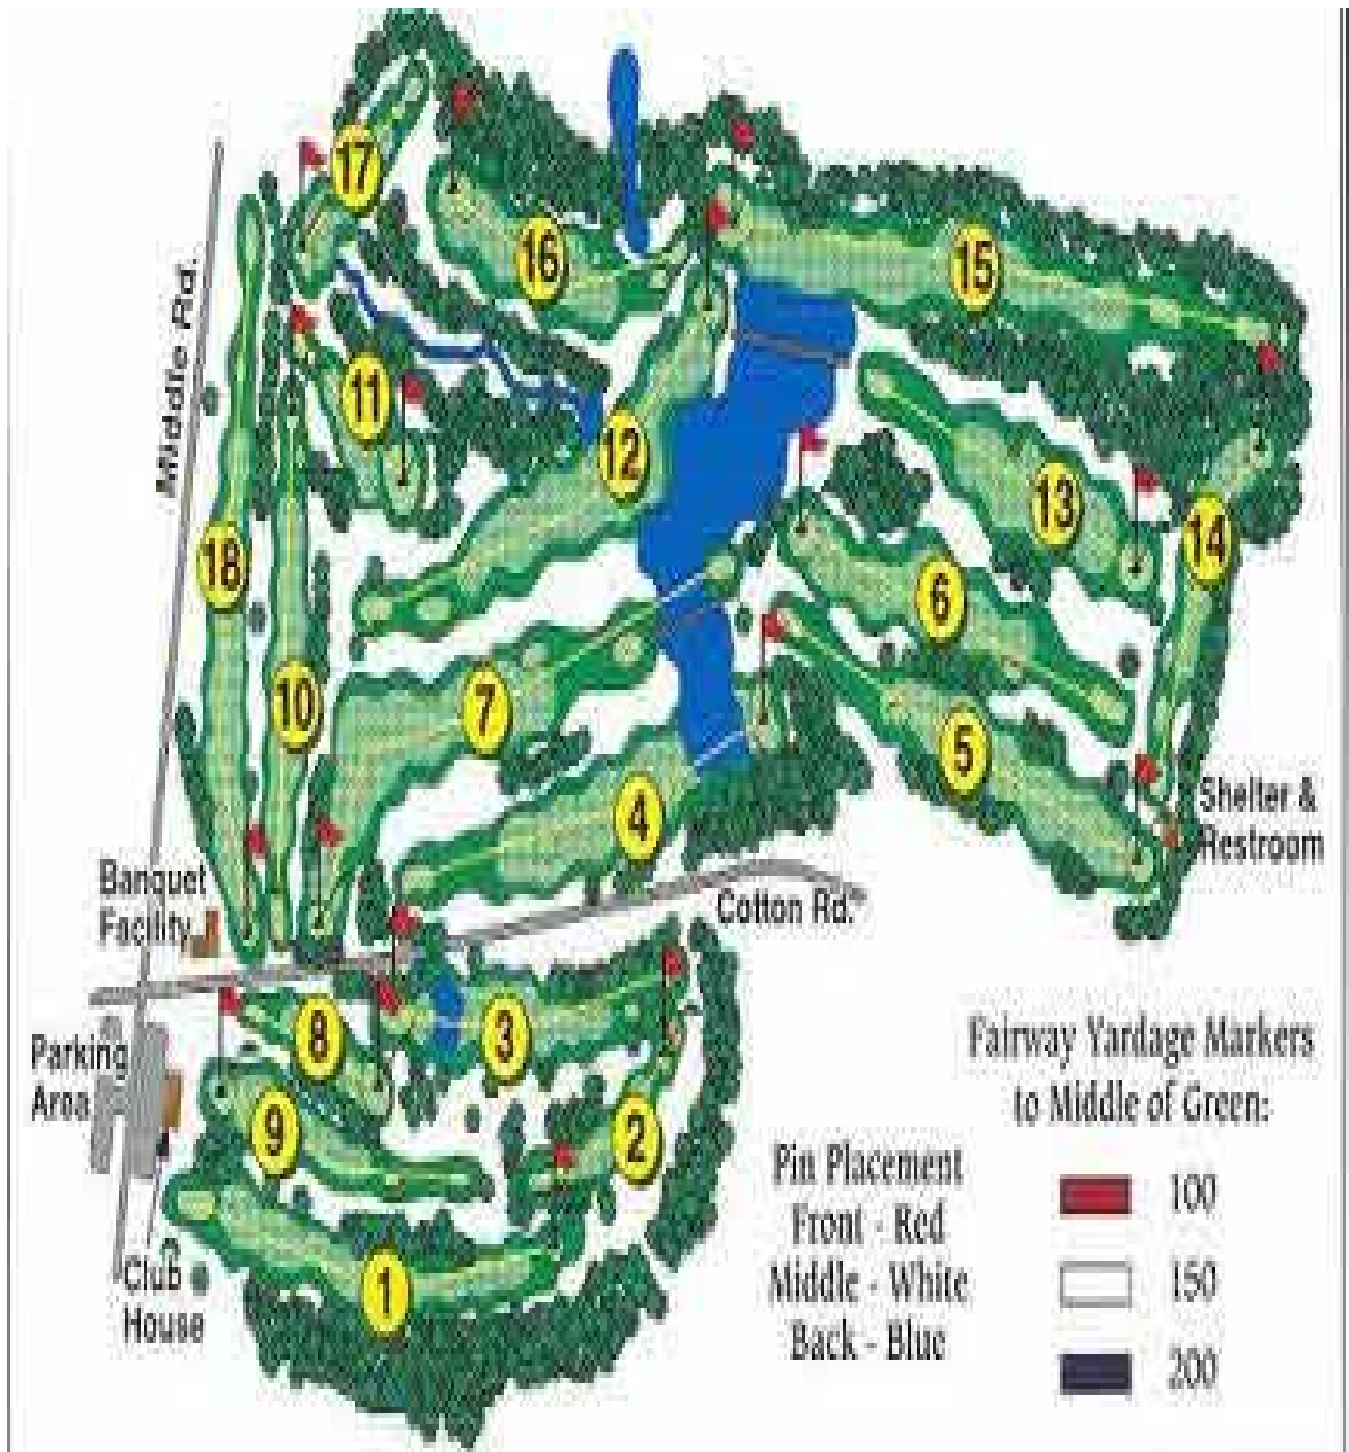 17
16
15
Middle Rd.
11
12
13
14
18
6
10
7
5
4
Shelter &
Restroom
Banquet
Facility
Cotton Rd.
8
3
Parking
Area
9
2
1
Club
House
Pin Placement
Front - Red
Middle - White
Back - Blue
Fairway Yardage Markers
to Middle of Green:
100
150
200